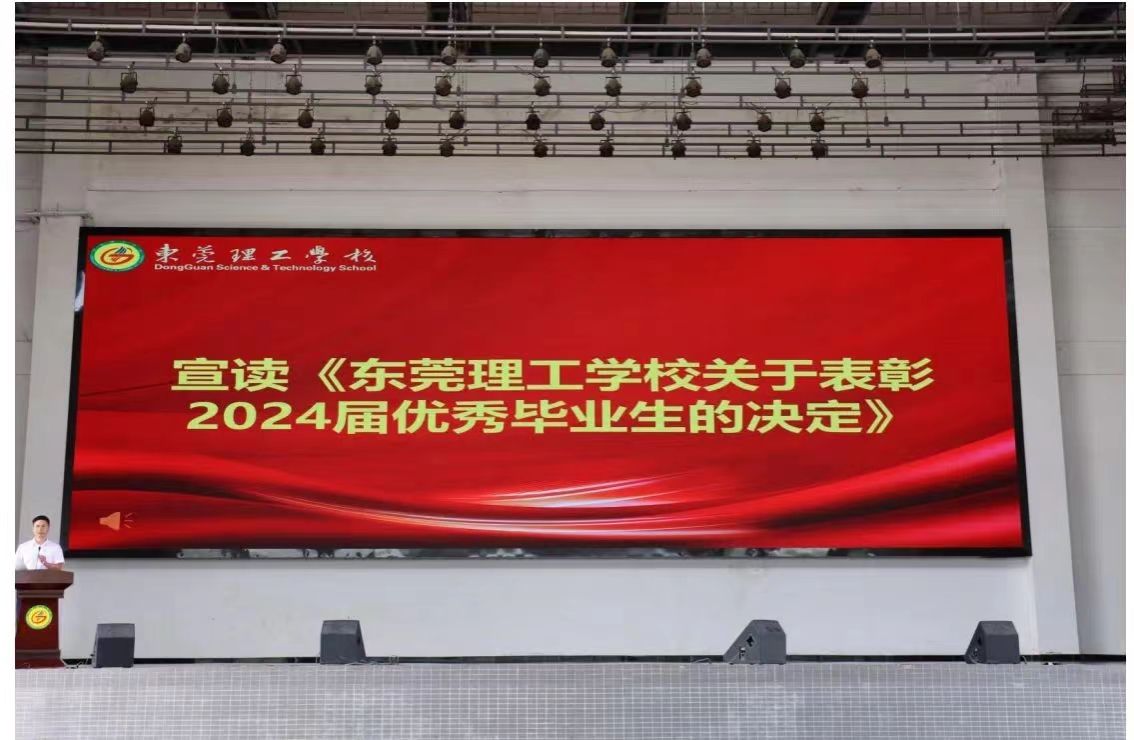 東莞理工學校
DongGuan Science & Technology School
宣读《东莞理工学校关于表彰
2024届优秀毕业生的决定》